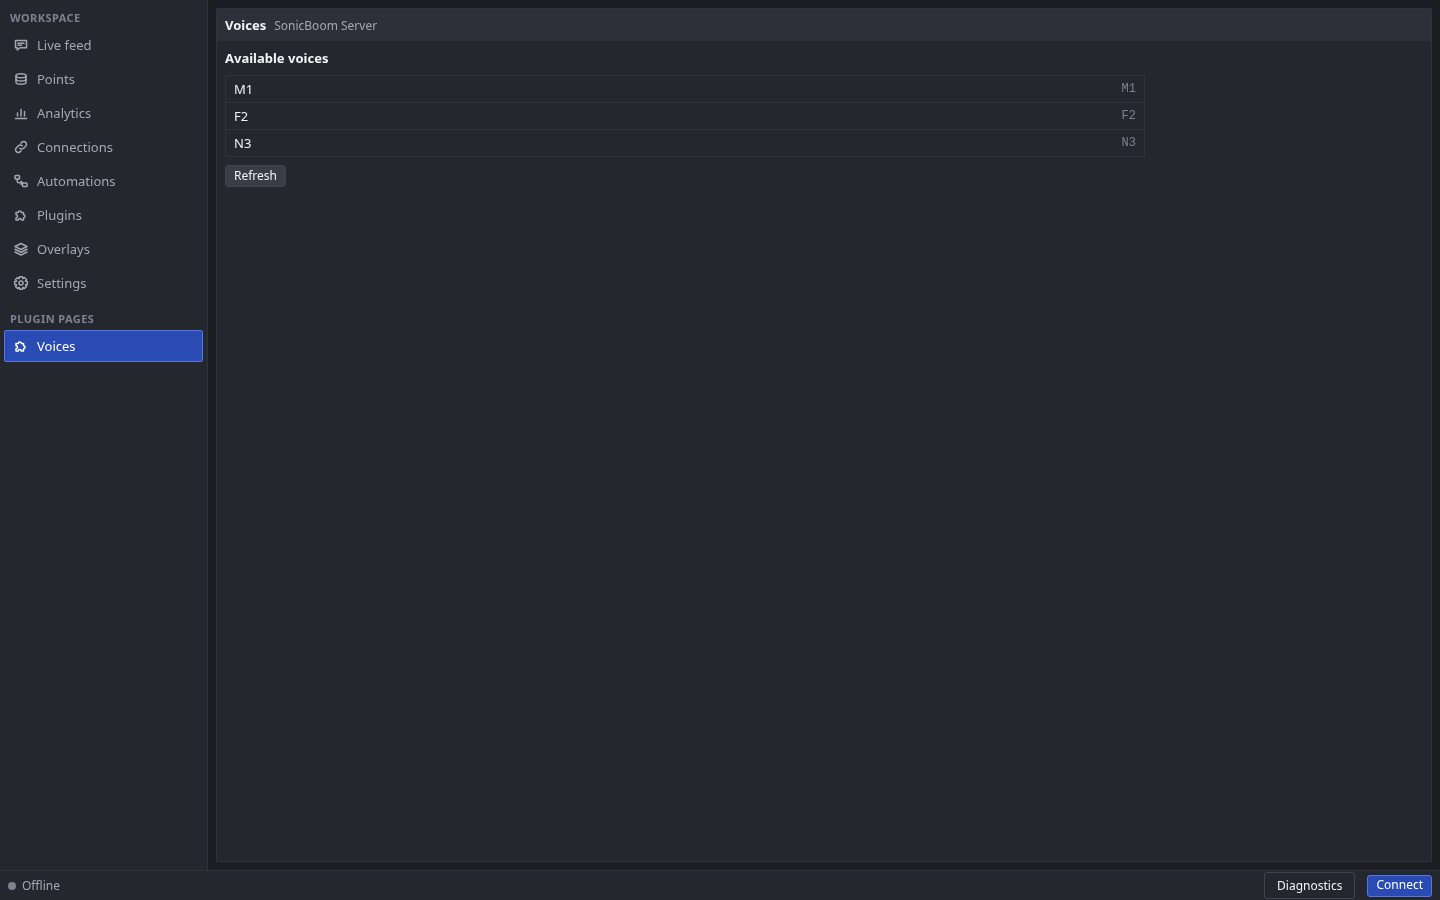 WORKSPACE
Live feed
Points
Analytics
Connections
Automations
Plugins
Overlays
Settings
PLUGIN PAGES
Voices
Voices SonicBoom Server
Available voices
M1 M1
F2 F2
N3 N3
Refresh
Offline
Diagnostics
Connect